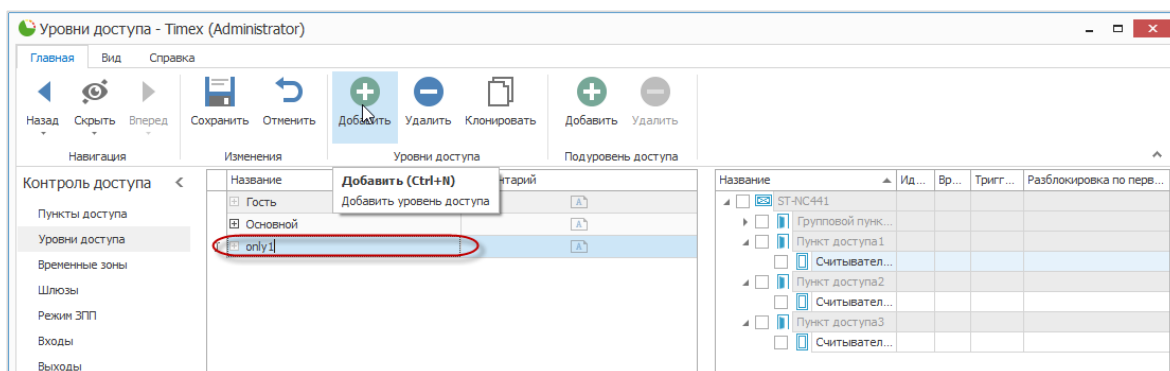 Уровни доступа - Timex (Administrator)
Главная Вид Справка
Назад Скрыть Вперед Сохранить Отменить Добавить Удалить Клонировать Добавить Удалить
Навигация Изменения Уровни доступа Подуровень доступа
Контроль доступа
Пункты доступа
Уровни доступа
Временные зоны
Шлюзы
Режим ЗПП
Входы
Выходы
Название
Добавить (Ctrl+N)
Добавить уровень доступа
нтарий
Гость
Основной
only1
Название Ид... Вр... Тригг... Разблокировка по перв...
ST-NC441
Групповой пунк...
Пункт доступа1
Считывател...
Пункт доступа2
Считывател...
Пункт доступа3
Считывател...